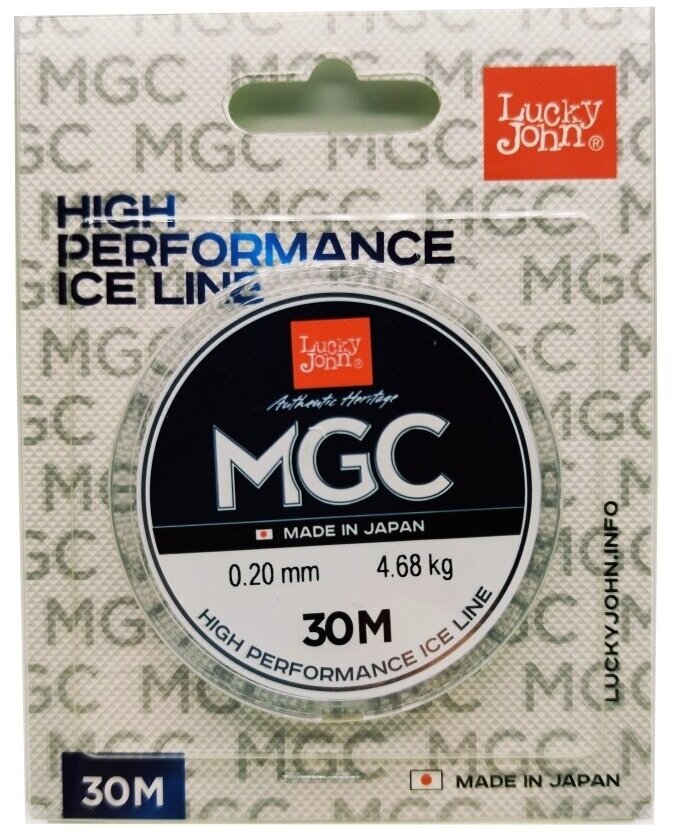 Lucky
John®
HIGH
PERFORMANCE
ICE LINE
Lucky
John®
Authentic Heritage
MGC
MADE IN JAPAN
0.20 mm 4.68 kg
30M
HIGH PERFORMANCE ICE LINE
LUCKYJOHN.INFO
30M
MADE IN JAPAN